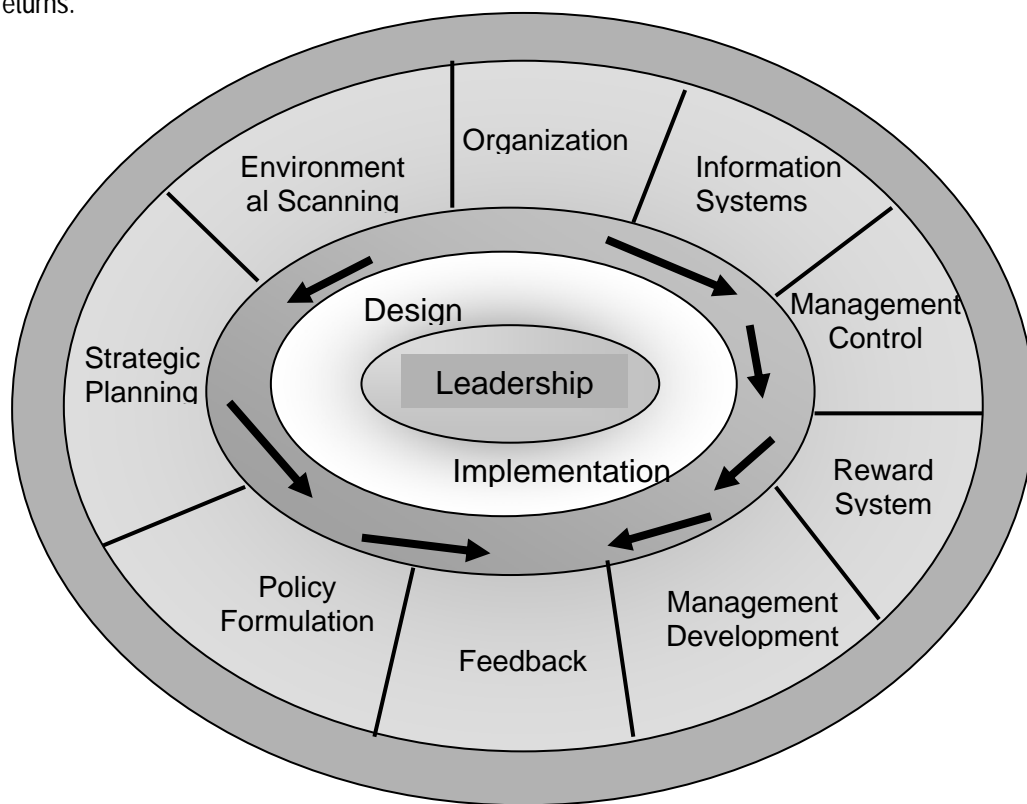 eturns.
Organization
Environment
al Scanning
Information
Systems
Management
Control
Design
Strategic
Planning
Leadership
Implementation
Reward
System
Policy
Formulation
Management
Development
Feedback